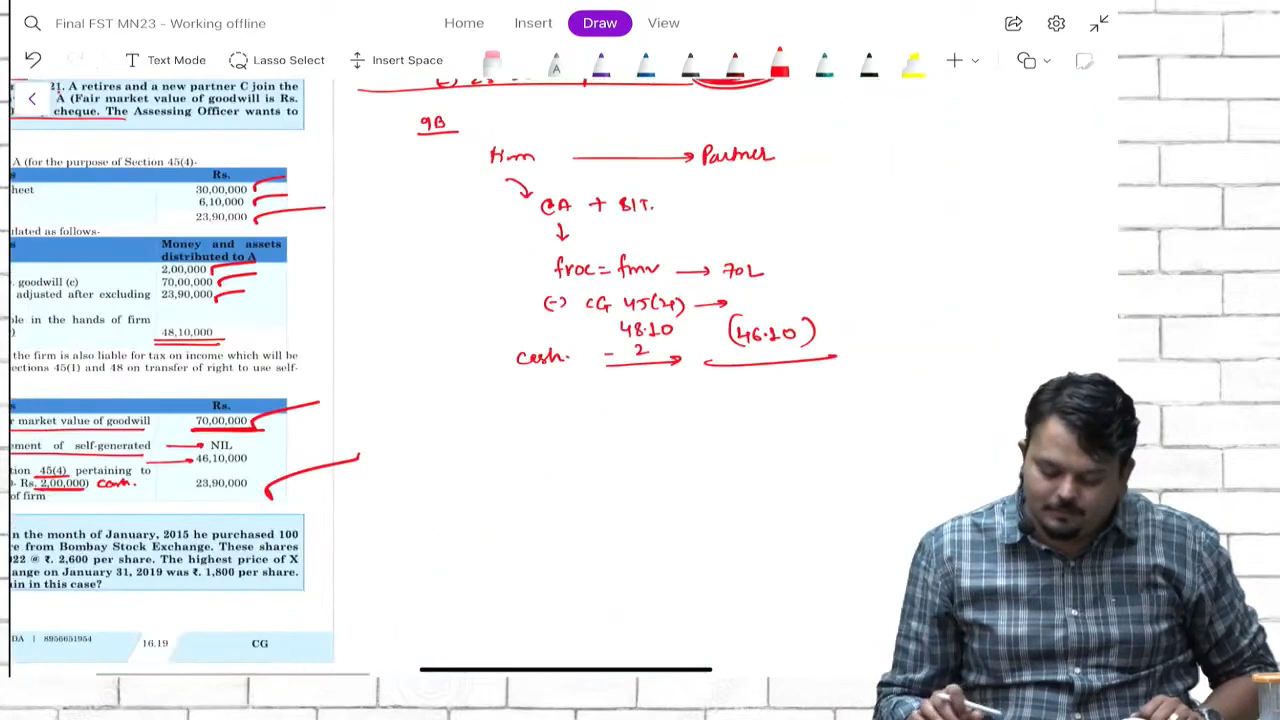 Final FST MN23 - Working offline
Home
Insert
Draw
View
Text Mode
Lasso Select
Insert Space
21. A retires and a new partner C join the
A (Fair market value of goodwill is Rs.
cheque. The Assessing Officer wants to
A (for the purpose of Section 45(4)-
s Rs.
heet 30,00,000
6,10,000
23,90,000
lated as follows-
s Money and assets
distributed to A
2,00,000
. goodwill (c) 70,00,000
adjusted after excluding 23,90,000
ble in the hands of firm
) 48,10,000
the firm is also liable for tax on income which will be
ections 45(1) and 48 on transfer of right to use self-
s Rs.
r market value of goodwill 70,00,000
ment of self-generated NIL
46,10,000
tion 45(4) pertaining to
- Rs. 2,00,000) cash. 23,90,000
of firm
n the month of January, 2015 he purchased 100
e from Bombay Stock Exchange. These shares
022 @ ₹. 2,600 per share. The highest price of X
ange on January 31, 2019 was ₹. 1,800 per share.
in in this case?
DA | 8956651954 16.19 CG
9B
Firm Partner
CA + SIT.
froc = fmv 70L
(-) CG 45(4)
48.10 (46.10)
cash. - 2